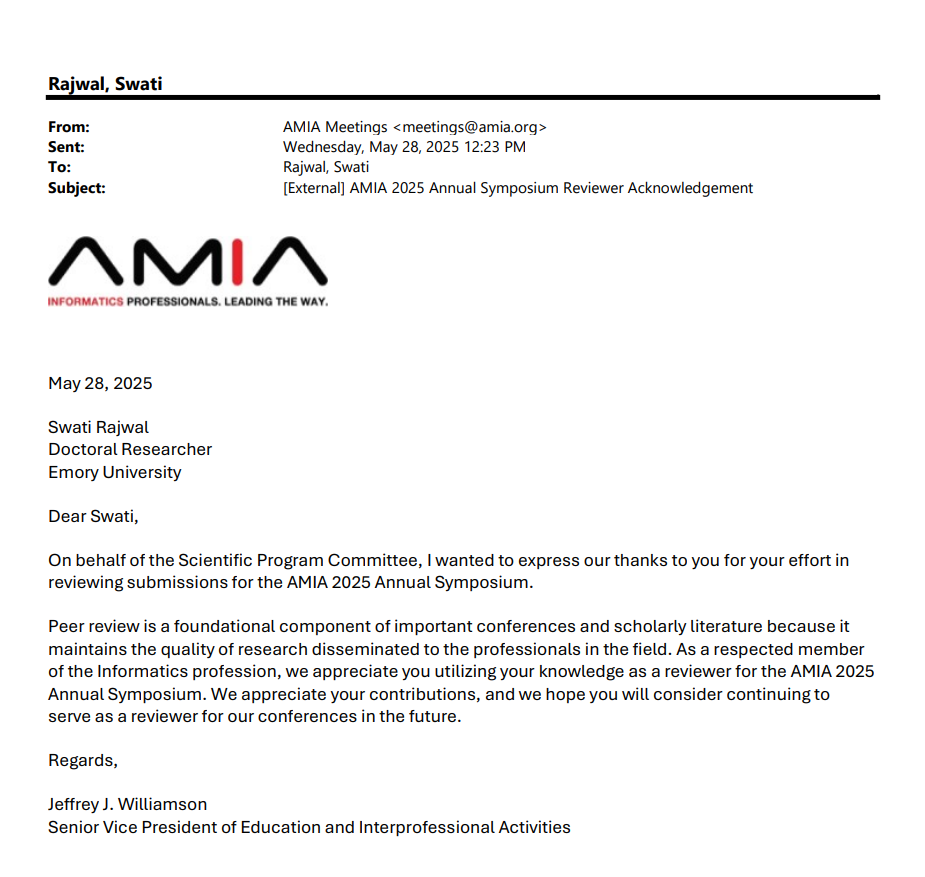 Rajwal, Swati
From: AMIA Meetings <meetings@amia.org>
Sent: Wednesday, May 28, 2025 12:23 PM
To: Rajwal, Swati
Subject: [External] AMIA 2025 Annual Symposium Reviewer Acknowledgement
AMIA
INFORMATICS PROFESSIONALS. LEADING THE WAY.
May 28, 2025
Swati Rajwal
Doctoral Researcher
Emory University
Dear Swati,
On behalf of the Scientific Program Committee, I wanted to express our thanks to you for your effort in
reviewing submissions for the AMIA 2025 Annual Symposium.
Peer review is a foundational component of important conferences and scholarly literature because it
maintains the quality of research disseminated to the professionals in the field. As a respected member
of the Informatics profession, we appreciate you utilizing your knowledge as a reviewer for the AMIA 2025
Annual Symposium. We appreciate your contributions, and we hope you will consider continuing to
serve as a reviewer for our conferences in the future.
Regards,
Jeffrey J. Williamson
Senior Vice President of Education and Interprofessional Activities